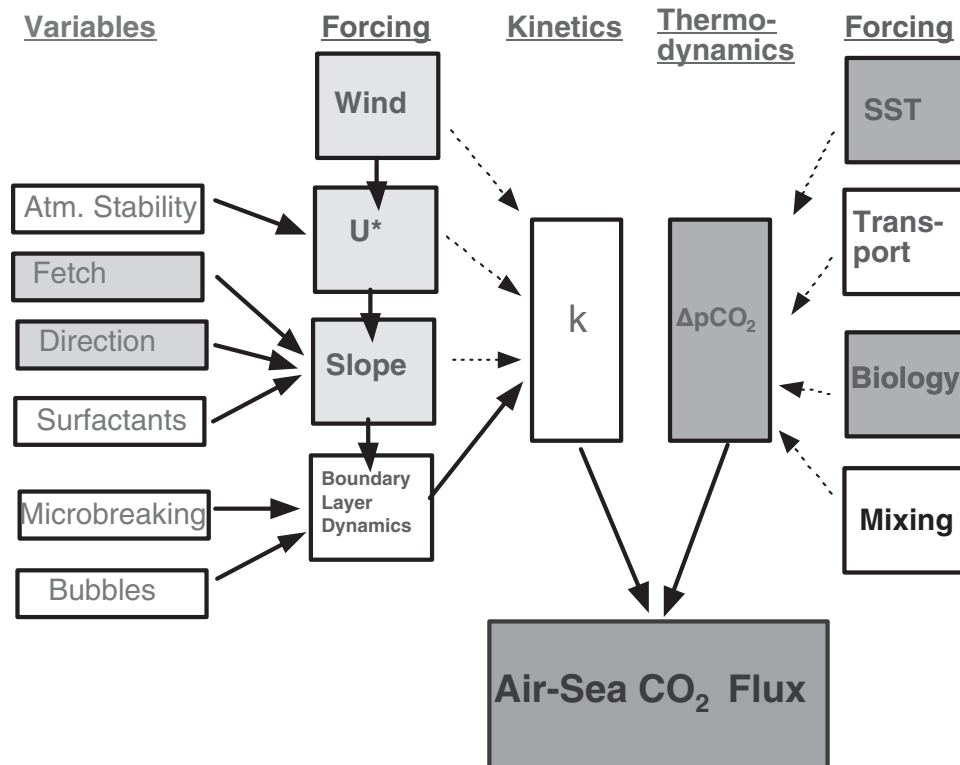 Variables
Forcing
Kinetics
Thermo-
dynamics
Forcing
Wind
SST
Atm. Stability
U*
Trans-
port
Fetch
Direction
Slope
k
ΔpCO₂
Biology
Surfactants
Boundary
Layer
Dynamics
Microbreaking
Mixing
Bubbles
Air-Sea CO₂ Flux